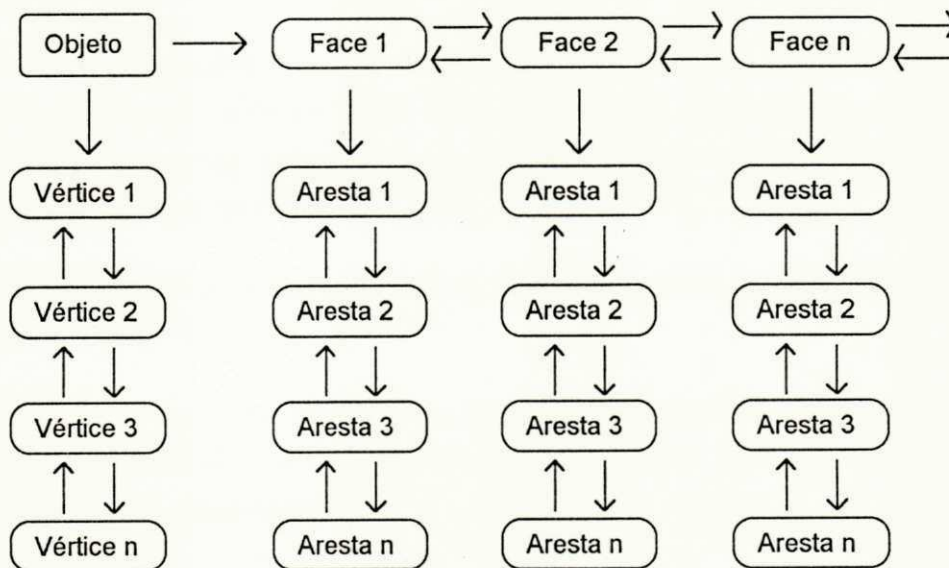 Objeto Face 1 Face 2 Face n
Vértice 1 Aresta 1 Aresta 1 Aresta 1
Vértice 2 Aresta 2 Aresta 2 Aresta 2
Vértice 3 Aresta 3 Aresta 3 Aresta 3
Vértice n Aresta n Aresta n Aresta n